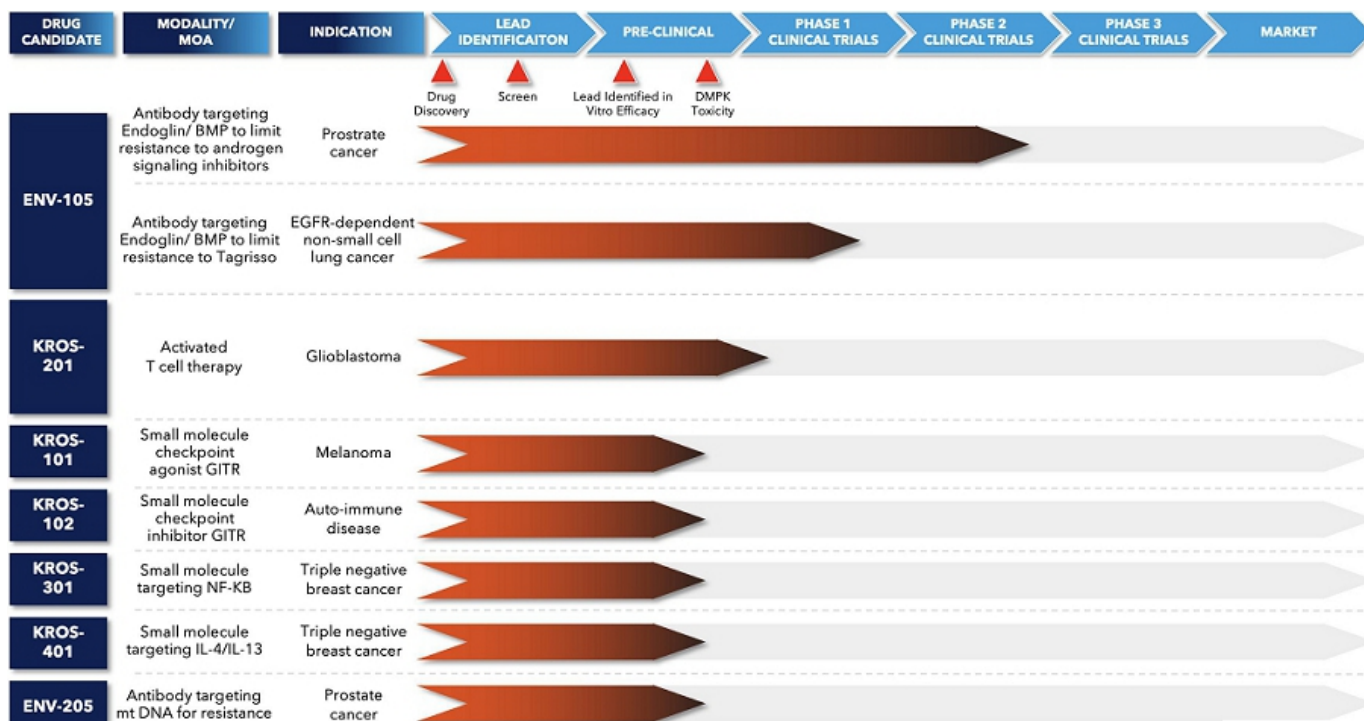 DRUG
CANDIDATE
MODALITY/
MOA
INDICATION
LEAD
IDENTIFICAITON
PRE-CLINICAL
PHASE 1
CLINICAL TRIALS
PHASE 2
CLINICAL TRIALS
PHASE 3
CLINICAL TRIALS
MARKET
Drug
Discovery
Screen
Lead Identified in
Vitro Efficacy
DMPK
Toxicity
ENV-105
Antibody targeting
Endoglin/ BMP to limit
resistance to androgen
signaling inhibitors
Prostrate
cancer
Antibody targeting
Endoglin/ BMP to limit
resistance to Tagrisso
EGFR-dependent
non-small cell
lung cancer
KROS-
201
Activated
T cell therapy
Glioblastoma
KROS-
101
Small molecule
checkpoint
agonist GITR
Melanoma
KROS-
102
Small molecule
checkpoint
inhibitor GITR
Auto-immune
disease
KROS-
301
Small molecule
targeting NF-KB
Triple negative
breast cancer
KROS-
401
Small molecule
targeting IL-4/IL-13
Triple negative
breast cancer
ENV-205
Antibody targeting
mt DNA for resistance
Prostate
cancer